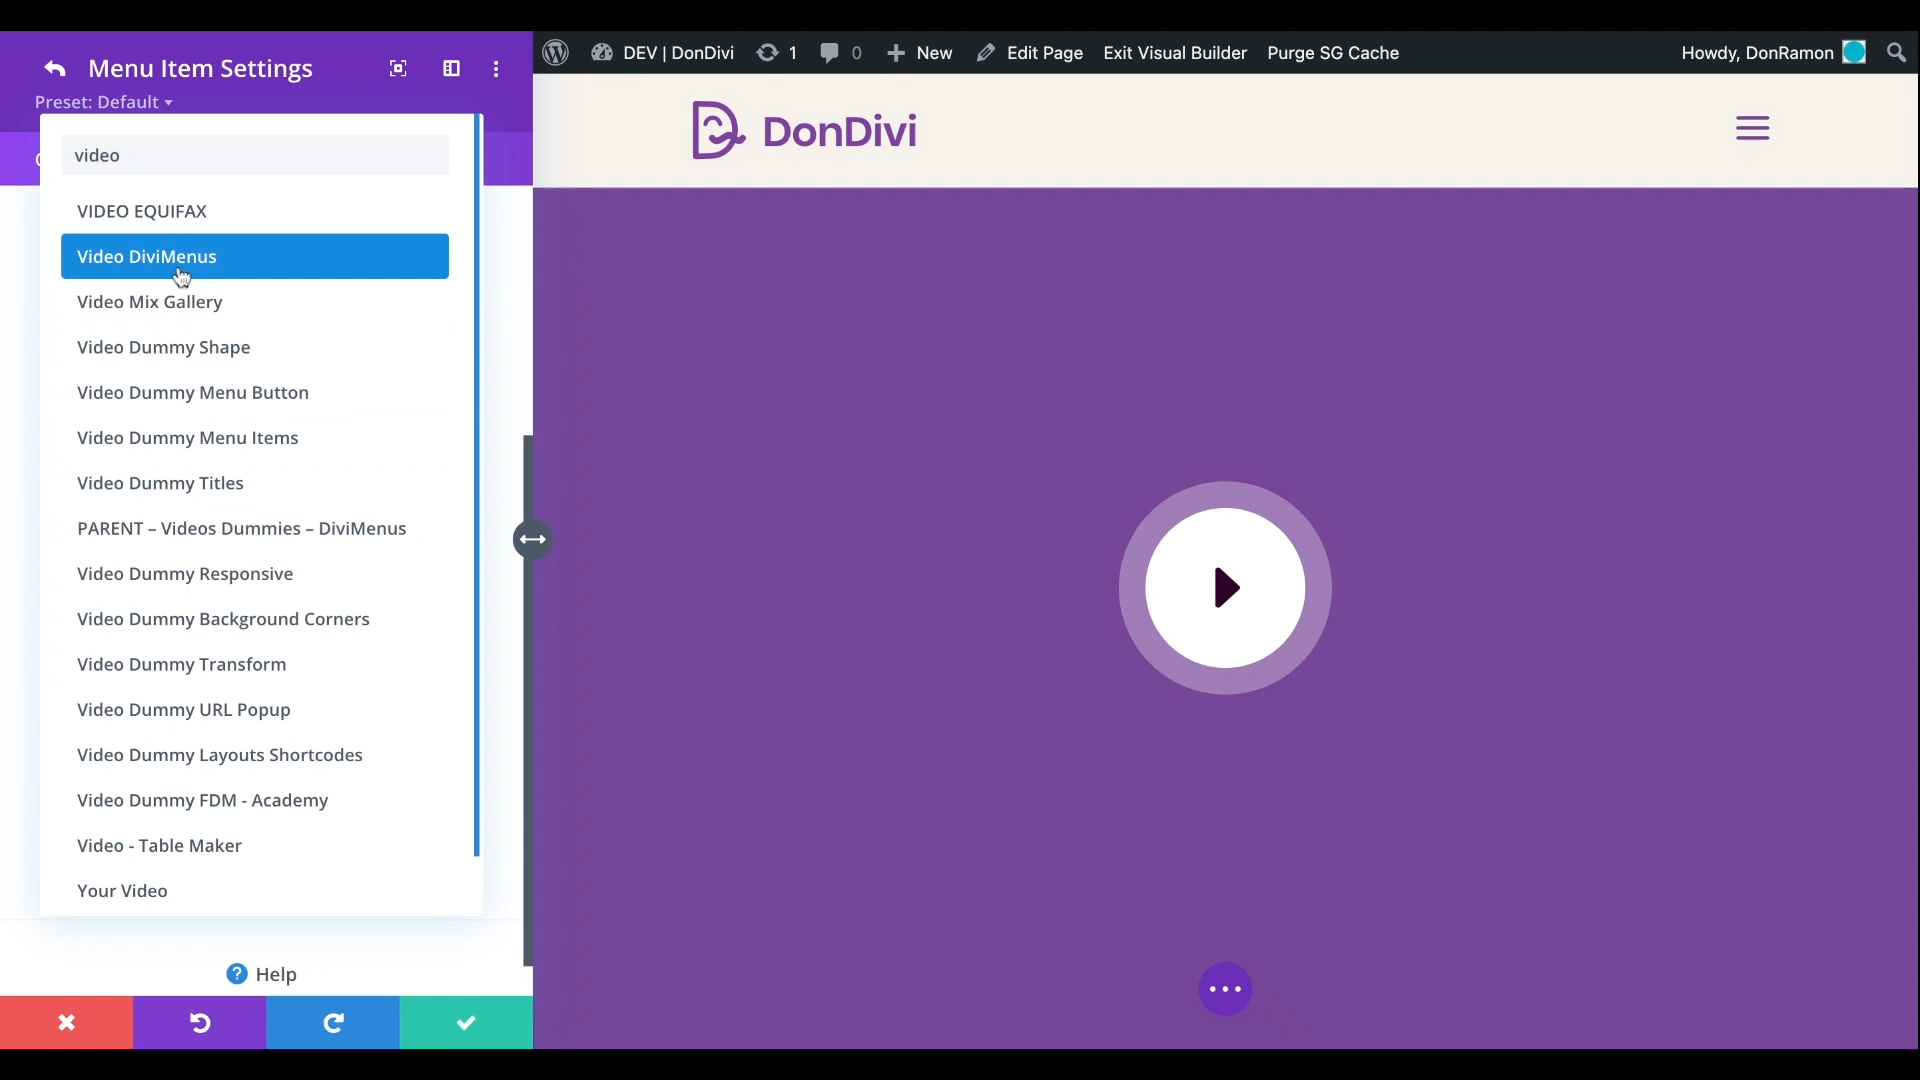 Menu Item Settings
Preset: Default
video
VIDEO EQUIFAX
Video DiviMenus
Video Mix Gallery
Video Dummy Shape
Video Dummy Menu Button
Video Dummy Menu Items
Video Dummy Titles
PARENT – Videos Dummies – DiviMenus
Video Dummy Responsive
Video Dummy Background Corners
Video Dummy Transform
Video Dummy URL Popup
Video Dummy Layouts Shortcodes
Video Dummy FDM - Academy
Video - Table Maker
Your Video
Help
DEV | DonDivi 1 0 New Edit Page Exit Visual Builder Purge SG Cache Howdy, DonRamon
DonDivi